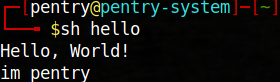 ┌─[pentry@pentry-system]─[~]
└──╼ $sh hello
Hello, World!
im pentry